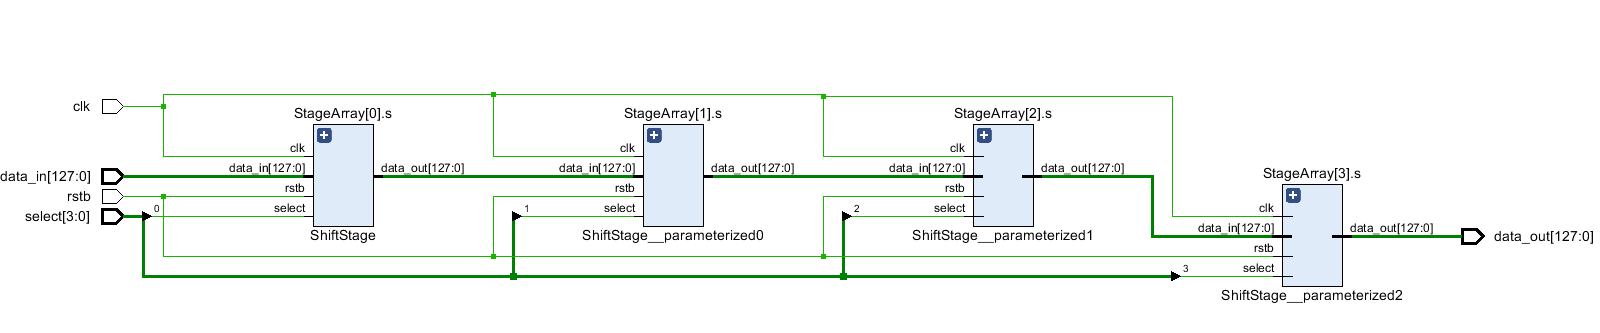 clk
data_in[127:0]
rstb
select[3:0]
0
StageArray[0].s
clk
data_in[127:0]
rstb
select
data_out[127:0]
ShiftStage
1
StageArray[1].s
clk
data_in[127:0]
rstb
select
data_out[127:0]
ShiftStage__parameterized0
2
StageArray[2].s
clk
data_in[127:0]
rstb
select
data_out[127:0]
ShiftStage__parameterized1
3
StageArray[3].s
clk
data_in[127:0]
rstb
select
data_out[127:0]
ShiftStage__parameterized2
data_out[127:0]